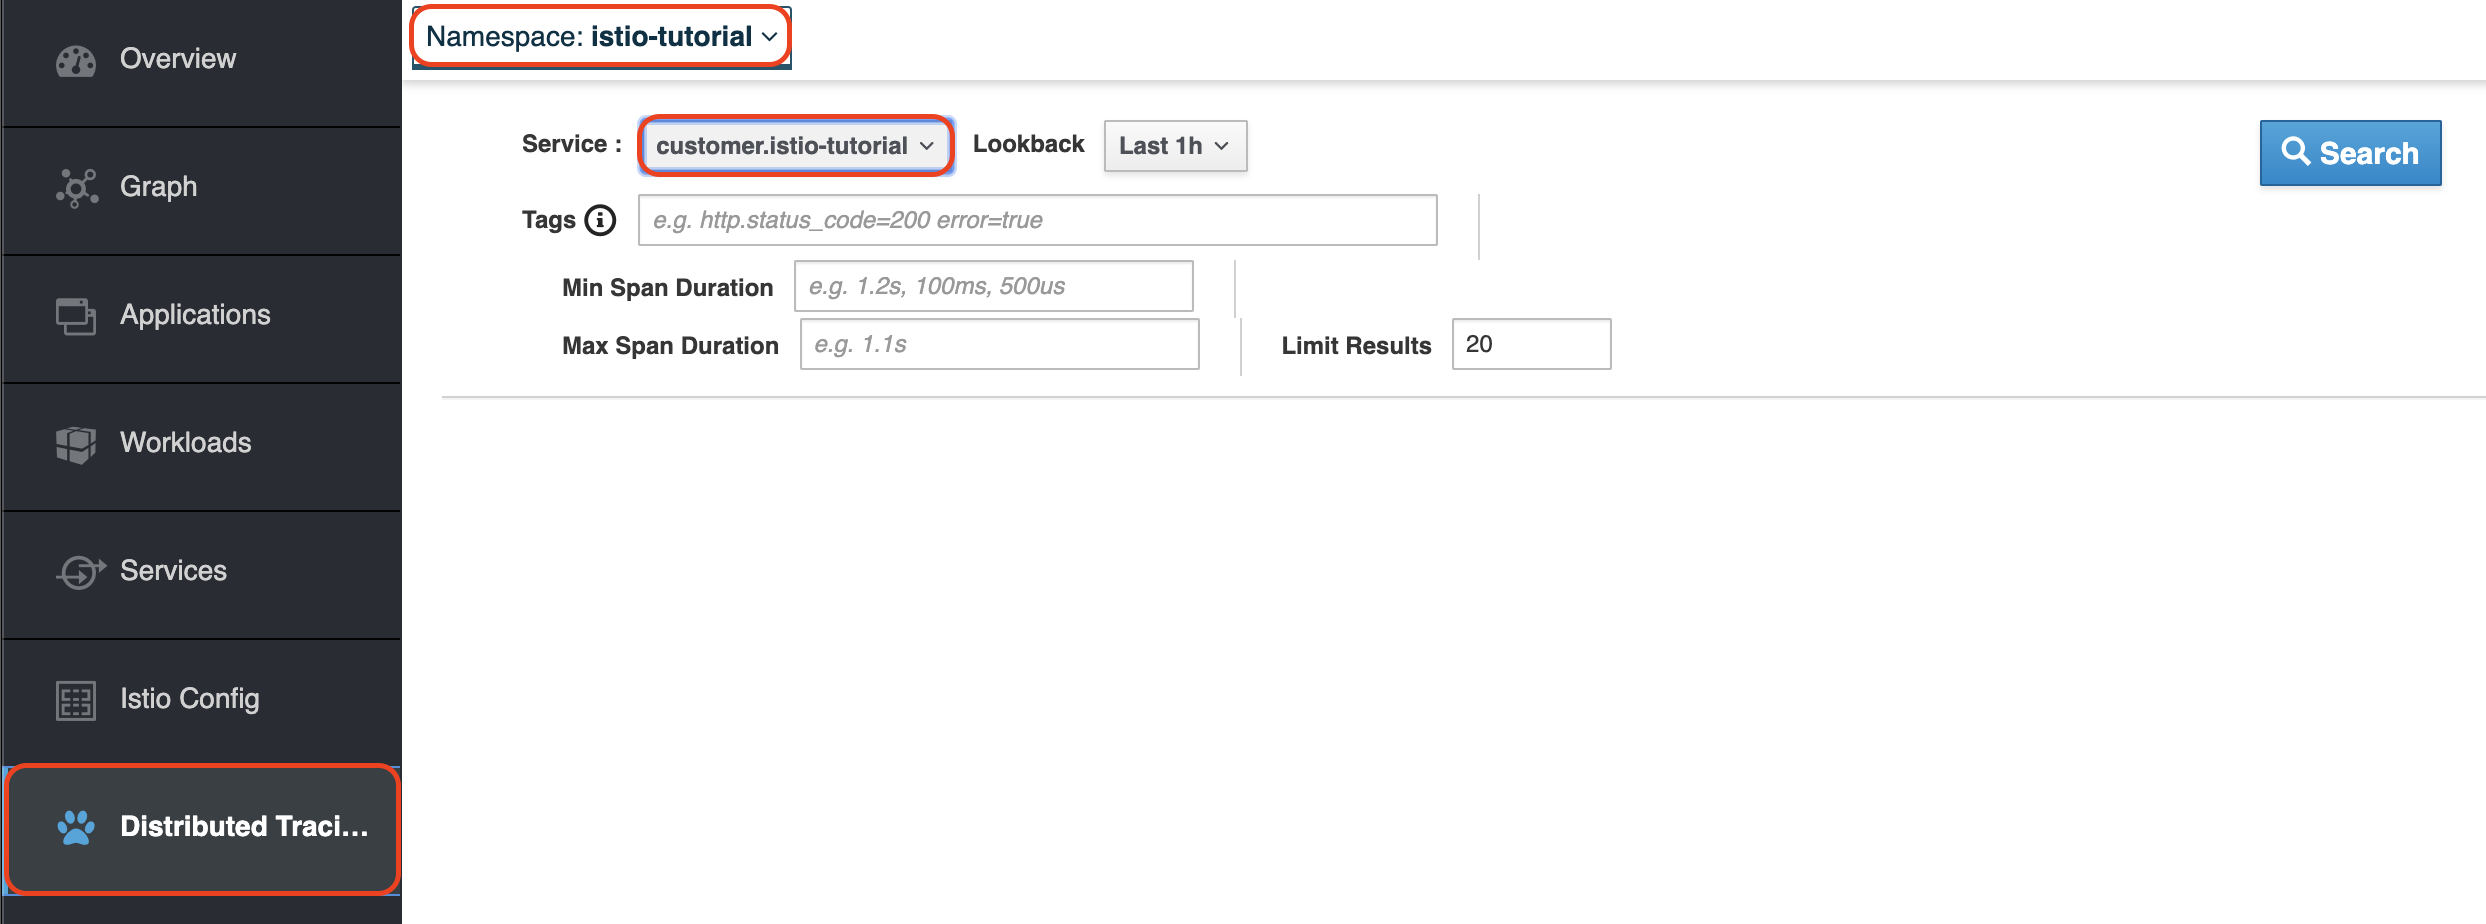 Overview
Graph
Applications
Workloads
Services
Istio Config
Distributed Traci...
Namespace: istio-tutorial
Service : customer.istio-tutorial Lookback Last 1h Search
Tags e.g. http.status_code=200 error=true
Min Span Duration e.g. 1.2s, 100ms, 500us
Max Span Duration e.g. 1.1s Limit Results 20